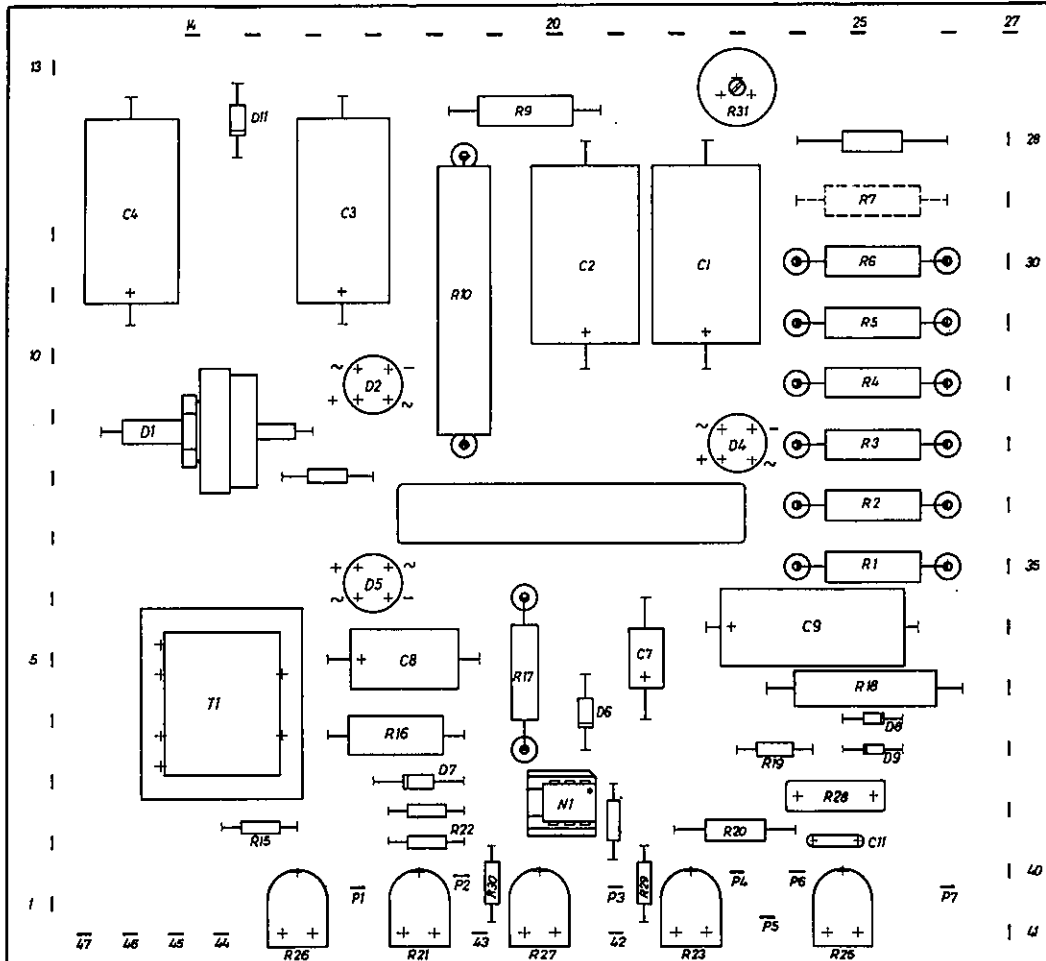 14 20 25 27
13
D11 R9 R31
28
C4 C3 R7
C2 C1 R6 30
R10
R5
10
D2 R4
D1 D4 R3
~ - + ~
~ - + ~
R2
D5 R1 35
+ ~ ~ -
C9
5 C8 R17 C7
T1 R18
D6 D8
R16 R19 D9
D7
N1 R28
R15 R22 R20 C11
P1 P2 R30 P3 R29 P4 P6 P7 40
1 P5
47 46 45 44 43 42 41
R26 R21 R27 R23 R25